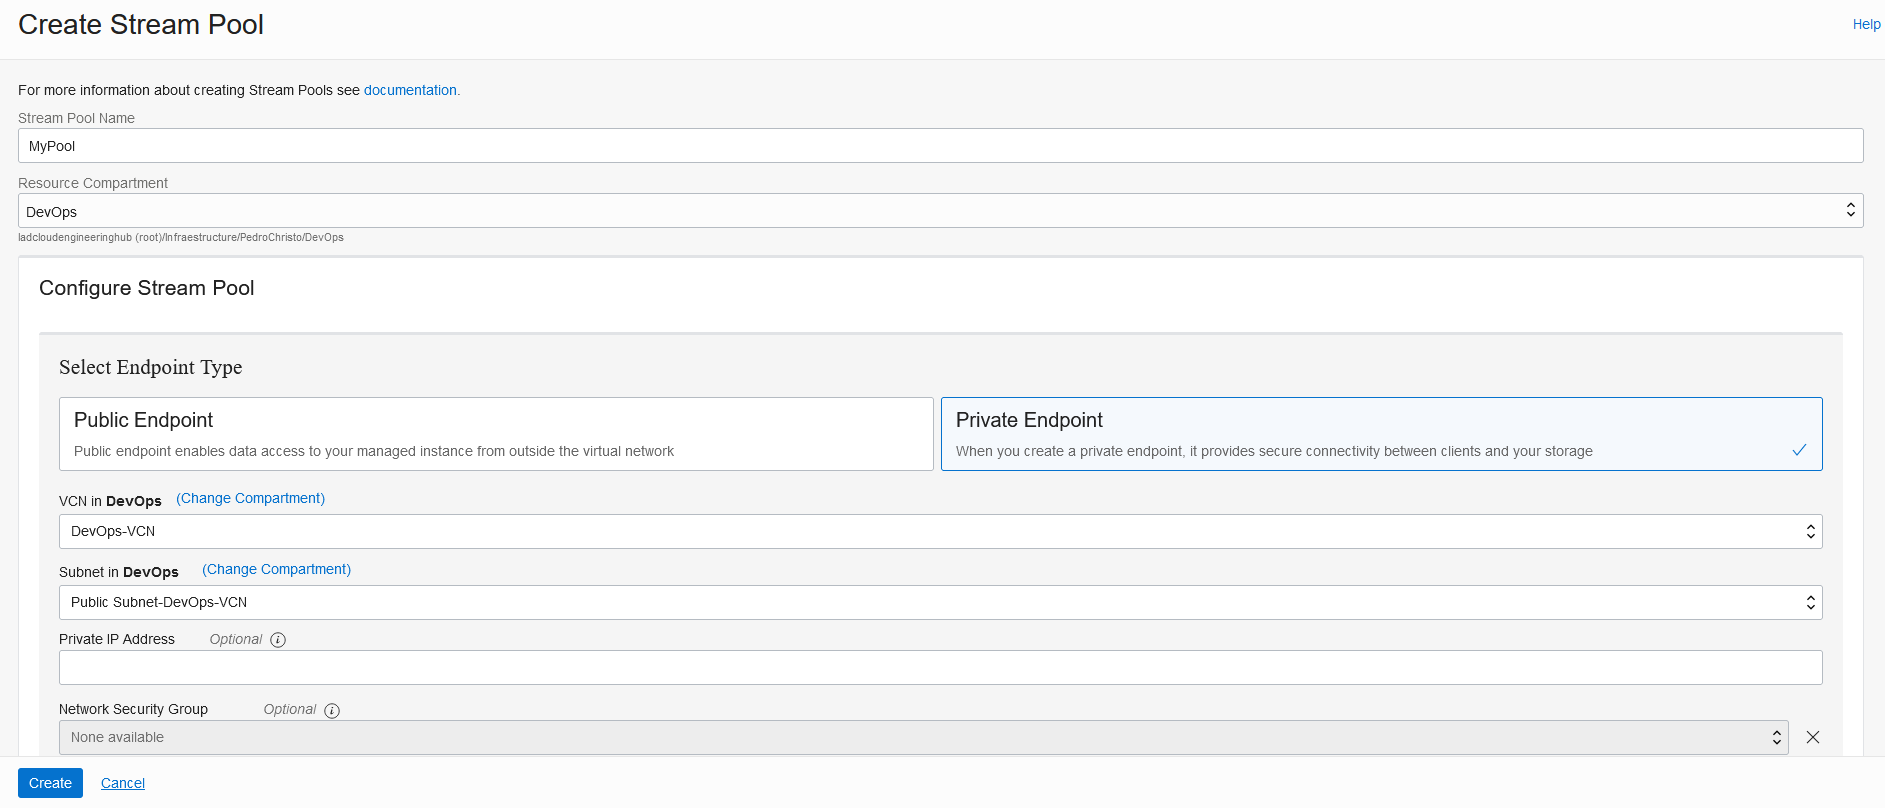 Create Stream Pool
Help
For more information about creating Stream Pools see documentation.
Stream Pool Name
MyPool
Resource Compartment
DevOps
ladcloudengineeringhub (root)/Infraestructure/PedroChristo/DevOps
Configure Stream Pool
Select Endpoint Type
Public Endpoint
Public endpoint enables data access to your managed instance from outside the virtual network
Private Endpoint
When you create a private endpoint, it provides secure connectivity between clients and your storage
VCN in DevOps (Change Compartment)
DevOps-VCN
Subnet in DevOps (Change Compartment)
Public Subnet-DevOps-VCN
Private IP Address Optional i
Network Security Group Optional i
None available
Create Cancel